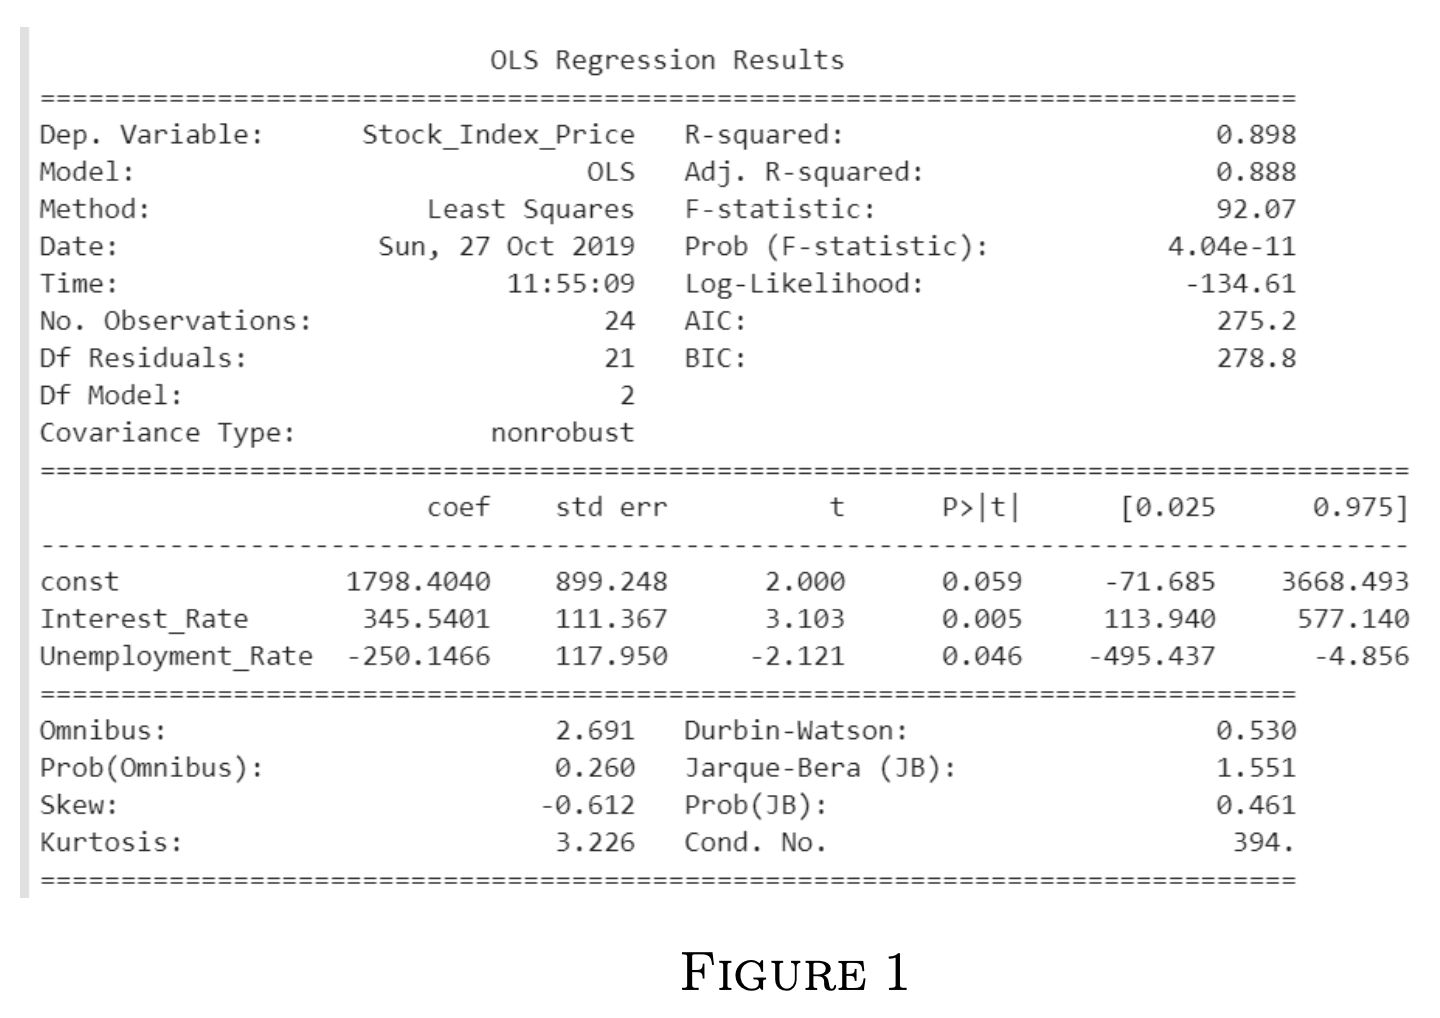 OLS Regression Results
==============================================================================
Dep. Variable:      Stock_Index_Price   R-squared:                       0.898
Model:                            OLS   Adj. R-squared:                  0.888
Method:                 Least Squares   F-statistic:                     92.07
Date:                Sun, 27 Oct 2019   Prob (F-statistic):           4.04e-11
Time:                        11:55:09   Log-Likelihood:                -134.61
No. Observations:                  24   AIC:                             275.2
Df Residuals:                      21   BIC:                             278.8
Df Model:                           2
Covariance Type:            nonrobust
=====================================================================================
                        coef    std err          t      P>|t|      [0.025      0.975]
-------------------------------------------------------------------------------------
const              1798.4040    899.248      2.000      0.059     -71.685    3668.493
Interest_Rate       345.5401    111.367      3.103      0.005     113.940     577.140
Unemployment_Rate  -250.1466    117.950     -2.121      0.046    -495.437      -4.856
==============================================================================
Omnibus:                        2.691   Durbin-Watson:                   0.530
Prob(Omnibus):                  0.260   Jarque-Bera (JB):                1.551
Skew:                          -0.612   Prob(JB):                        0.461
Kurtosis:                       3.226   Cond. No.                         394.
==============================================================================
FIGURE 1